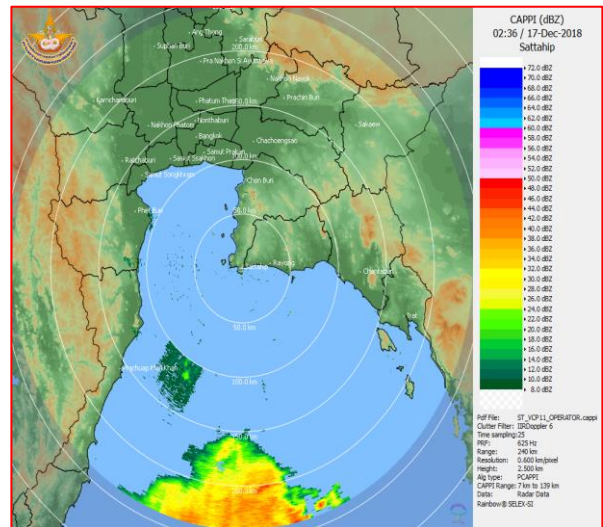 CAPPI (dBZ)
02:36 / 17-Dec-2018
Sattahip
72.0 dBZ
70.0 dBZ
68.0 dBZ
66.0 dBZ
64.0 dBZ
62.0 dBZ
60.0 dBZ
58.0 dBZ
56.0 dBZ
54.0 dBZ
52.0 dBZ
50.0 dBZ
48.0 dBZ
46.0 dBZ
44.0 dBZ
42.0 dBZ
40.0 dBZ
38.0 dBZ
36.0 dBZ
34.0 dBZ
32.0 dBZ
30.0 dBZ
28.0 dBZ
26.0 dBZ
24.0 dBZ
22.0 dBZ
20.0 dBZ
18.0 dBZ
16.0 dBZ
14.0 dBZ
12.0 dBZ
10.0 dBZ
8.0 dBZ
Pdf File: ST_VCP11_OPERATOR.cappi
Clutter Filter: IIRDoppler 6
Time sampling: 25
PRF: 625 Hz
Range: 240 km
Resolution: 0.600 km/pixel
Height: 2.500 km
Alg type: PCAPPI
CAPPI Range: 7 km to 139 km
Data: Radar Data
Rainbow® SELEX-SI
Ang Thong
Saraburi
Suphan Buri
200.0 km
Pra Nakhon Si Ayutthaya
Nakhon Nayok
Kanchanaburi
Prachin Buri
Phatum Thani
Nonthaburi
Nakhon Pathom
Sakaew
Bangkok
Chachoengsao
Samut Prakan
Ratchaburi
Samut Sakhon
Samut Songkhram
Chon Buri
Phetburi
Rayong
Chantaburi
Trat
50.0 km
100.0 km